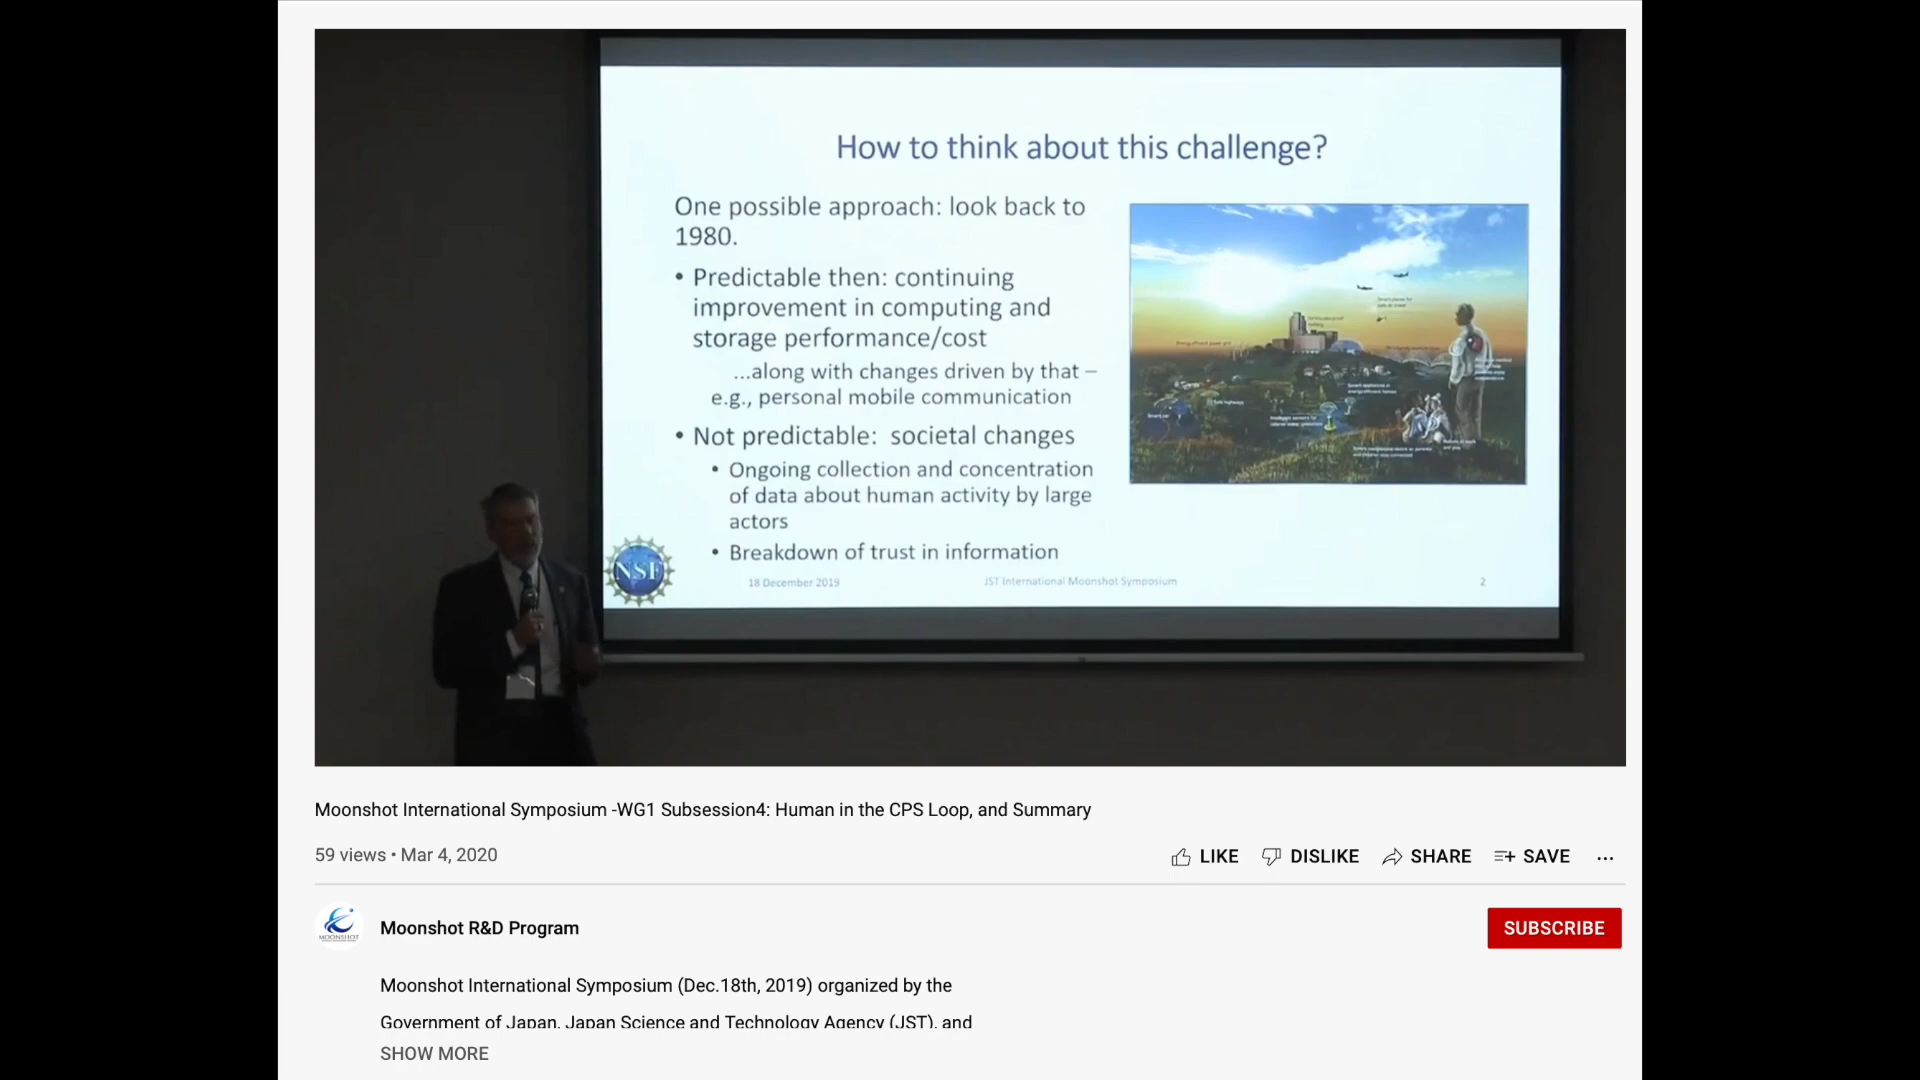 How to think about this challenge?
One possible approach: look back to
1980.
• Predictable then: continuing
improvement in computing and
storage performance/cost
...along with changes driven by that –
e.g., personal mobile communication
• Not predictable: societal changes
• Ongoing collection and concentration
of data about human activity by large
actors
• Breakdown of trust in information
NSF
18 December 2019
JST International Moonshot Symposium
2
Moonshot International Symposium -WG1 Subsession4: Human in the CPS Loop, and Summary
59 views • Mar 4, 2020
LIKE
DISLIKE
SHARE
SAVE
...
MOONSHOT
Moonshot R&D Program
SUBSCRIBE
Moonshot International Symposium (Dec.18th, 2019) organized by the
Government of Japan, Japan Science and Technology Agency (JST), and
SHOW MORE